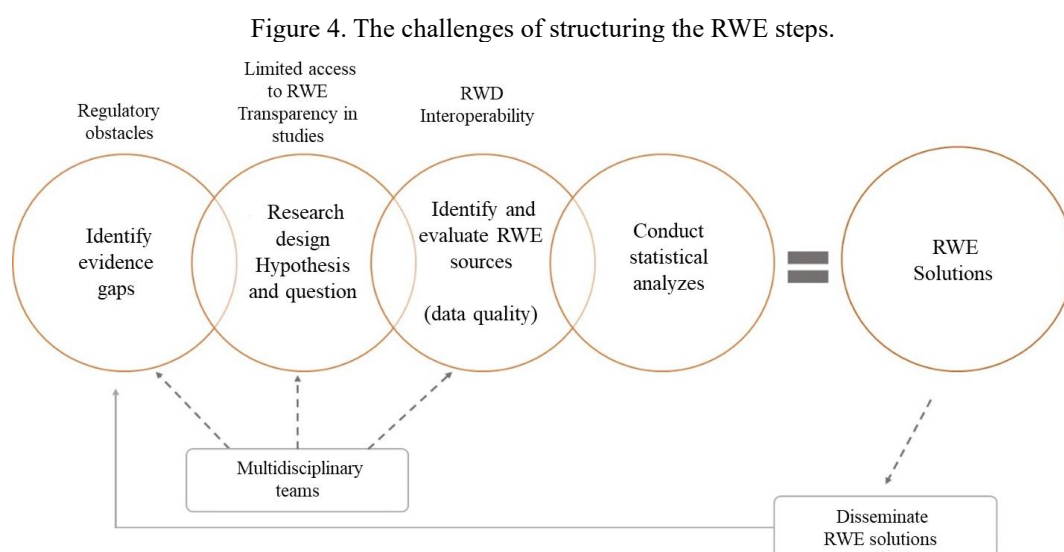 Figure 4. The challenges of structuring the RWE steps.
Regulatory
obstacles
Limited access
to RWE
Transparency in
studies
RWD
Interoperability
Identify
evidence
gaps
Research
design
Hypothesis
and question
Identify and
evaluate RWE
sources
(data quality)
Conduct
statistical
analyzes
RWE
Solutions
Multidisciplinary
teams
Disseminate
RWE solutions